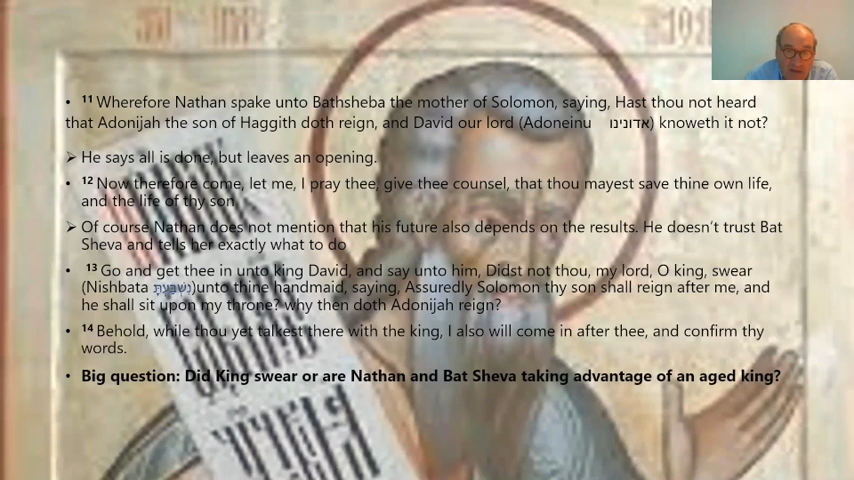 • 11 Wherefore Nathan spake unto Bathsheba the mother of Solomon, saying, Hast thou not heard
that Adonijah the son of Haggith doth reign, and David our lord (Adoneinu אדונינו) knoweth it not?
➢ He says all is done, but leaves an opening.
• 12 Now therefore come, let me, I pray thee, give thee counsel, that thou mayest save thine own life,
and the life of thy son.
➢ Of course Nathan does not mention that his future also depends on the results. He doesn't trust Bat
Sheva and tells her exactly what to do
• 13 Go and get thee in unto king David, and say unto him, Didst not thou, my lord, O king, swear
(Nishbata נִשְׁבַּעְתָּ)unto thine handmaid, saying, Assuredly Solomon thy son shall reign after me, and
he shall sit upon my throne? why then doth Adonijah reign?
• 14 Behold, while thou yet talkest there with the king, I also will come in after thee, and confirm thy
words.
• Big question: Did King swear or are Nathan and Bat Sheva taking advantage of an aged king?